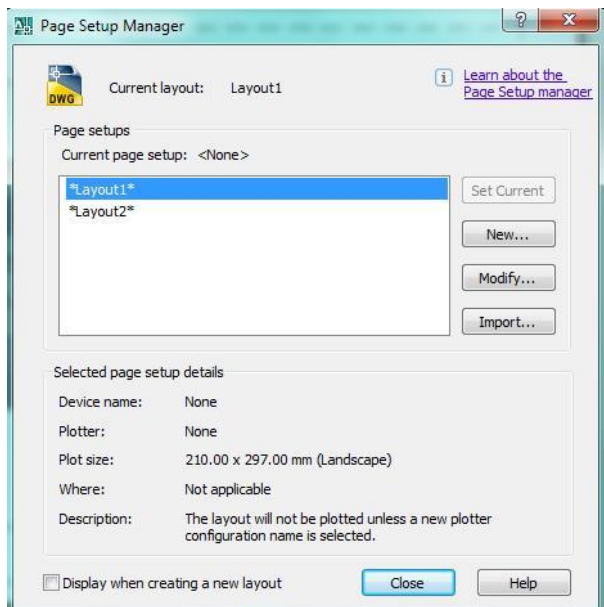 Page Setup Manager
DWG
Current layout: Layout1
Learn about the
Page Setup manager
Page setups
Current page setup: <None>
*Layout1*
*Layout2*
Set Current
New...
Modify...
Import...
Selected page setup details
Device name: None
Plotter: None
Plot size: 210.00 x 297.00 mm (Landscape)
Where: Not applicable
Description: The layout will not be plotted unless a new plotter
configuration name is selected.
Display when creating a new layout
Close
Help